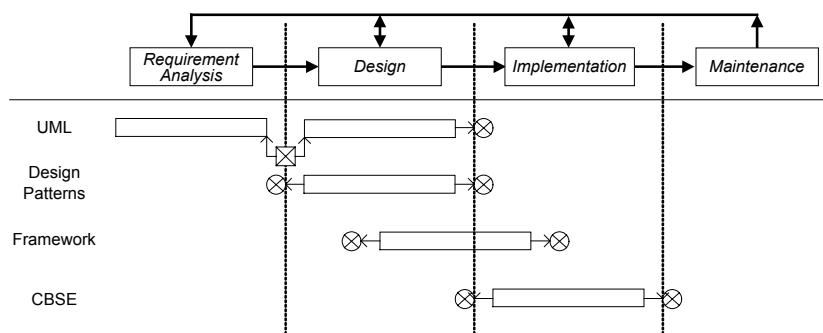 Requirement
Analysis
Design
Implementation
Maintenance
UML
Design
Patterns
Framework
CBSE